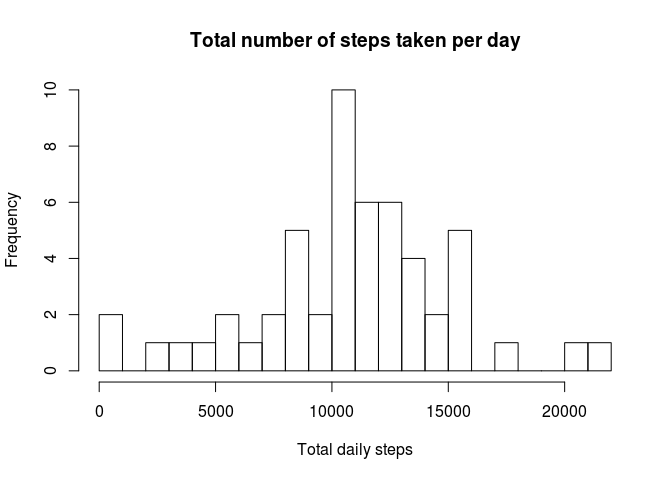 Total number of steps taken per day
Frequency
10
8
6
4
2
0
0 5000 10000 15000 20000
Total daily steps